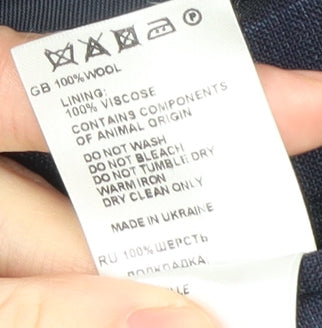 GB 100% WOOL
LINING:
100% VISCOSE
CONTAINS COMPONENTS
OF ANIMAL ORIGIN
DO NOT WASH
DO NOT BLEACH
DO NOT TUMBLE DRY
WARM IRON
DRY CLEAN ONLY
MADE IN UKRAINE
RU 100% ШЕРСТЬ
ПОДКЛАДКА: